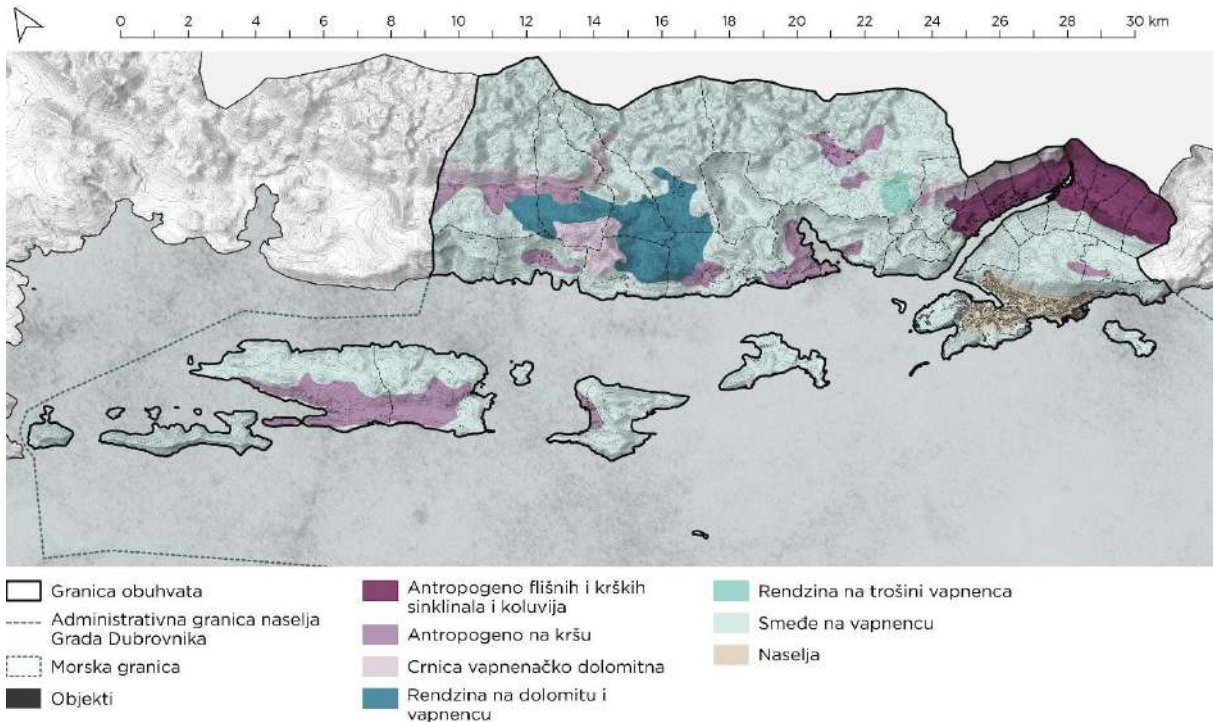 0 2 4 6 8 10 12 14 16 18 20 22 24 26 28 30 km
Granica obuhvata
Administrativna granica naselja
Grada Dubrovnika
Morska granica
Objekti
Antropogeno flišnih i krških
sinklinala i koluvija
Antropogeno na kršu
Crnica vapnenačko dolomitna
Rendzina na dolomitu i
vapnencu
Rendzina na trošini vapnenca
Smeđe na vapnencu
Naselja